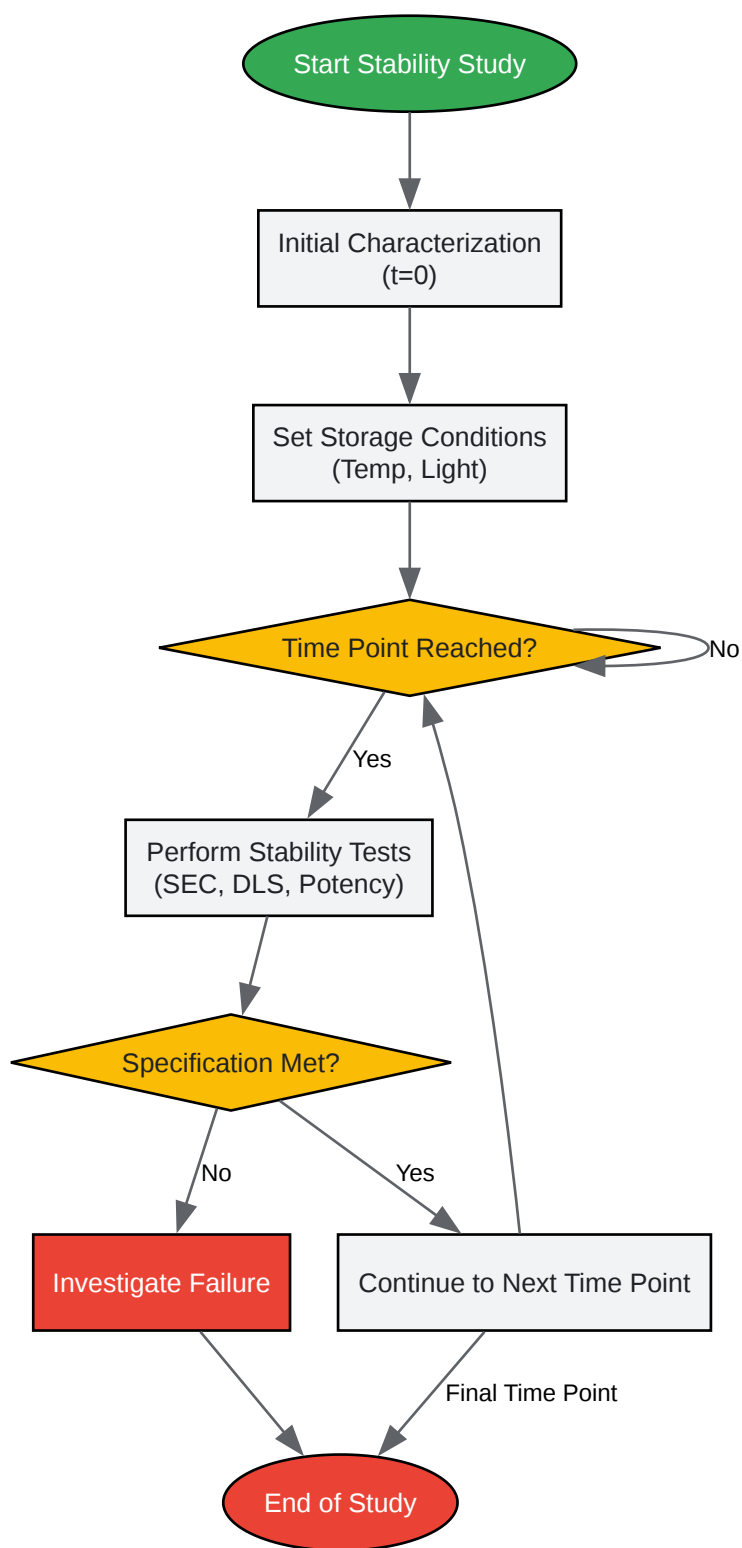 Start Stability Study
Initial Characterization
(t=0)
Set Storage Conditions
(Temp, Light)
Time Point Reached?
No
Yes
Perform Stability Tests
(SEC, DLS, Potency)
Specification Met?
No
Yes
Investigate Failure
Continue to Next Time Point
Final Time Point
End of Study